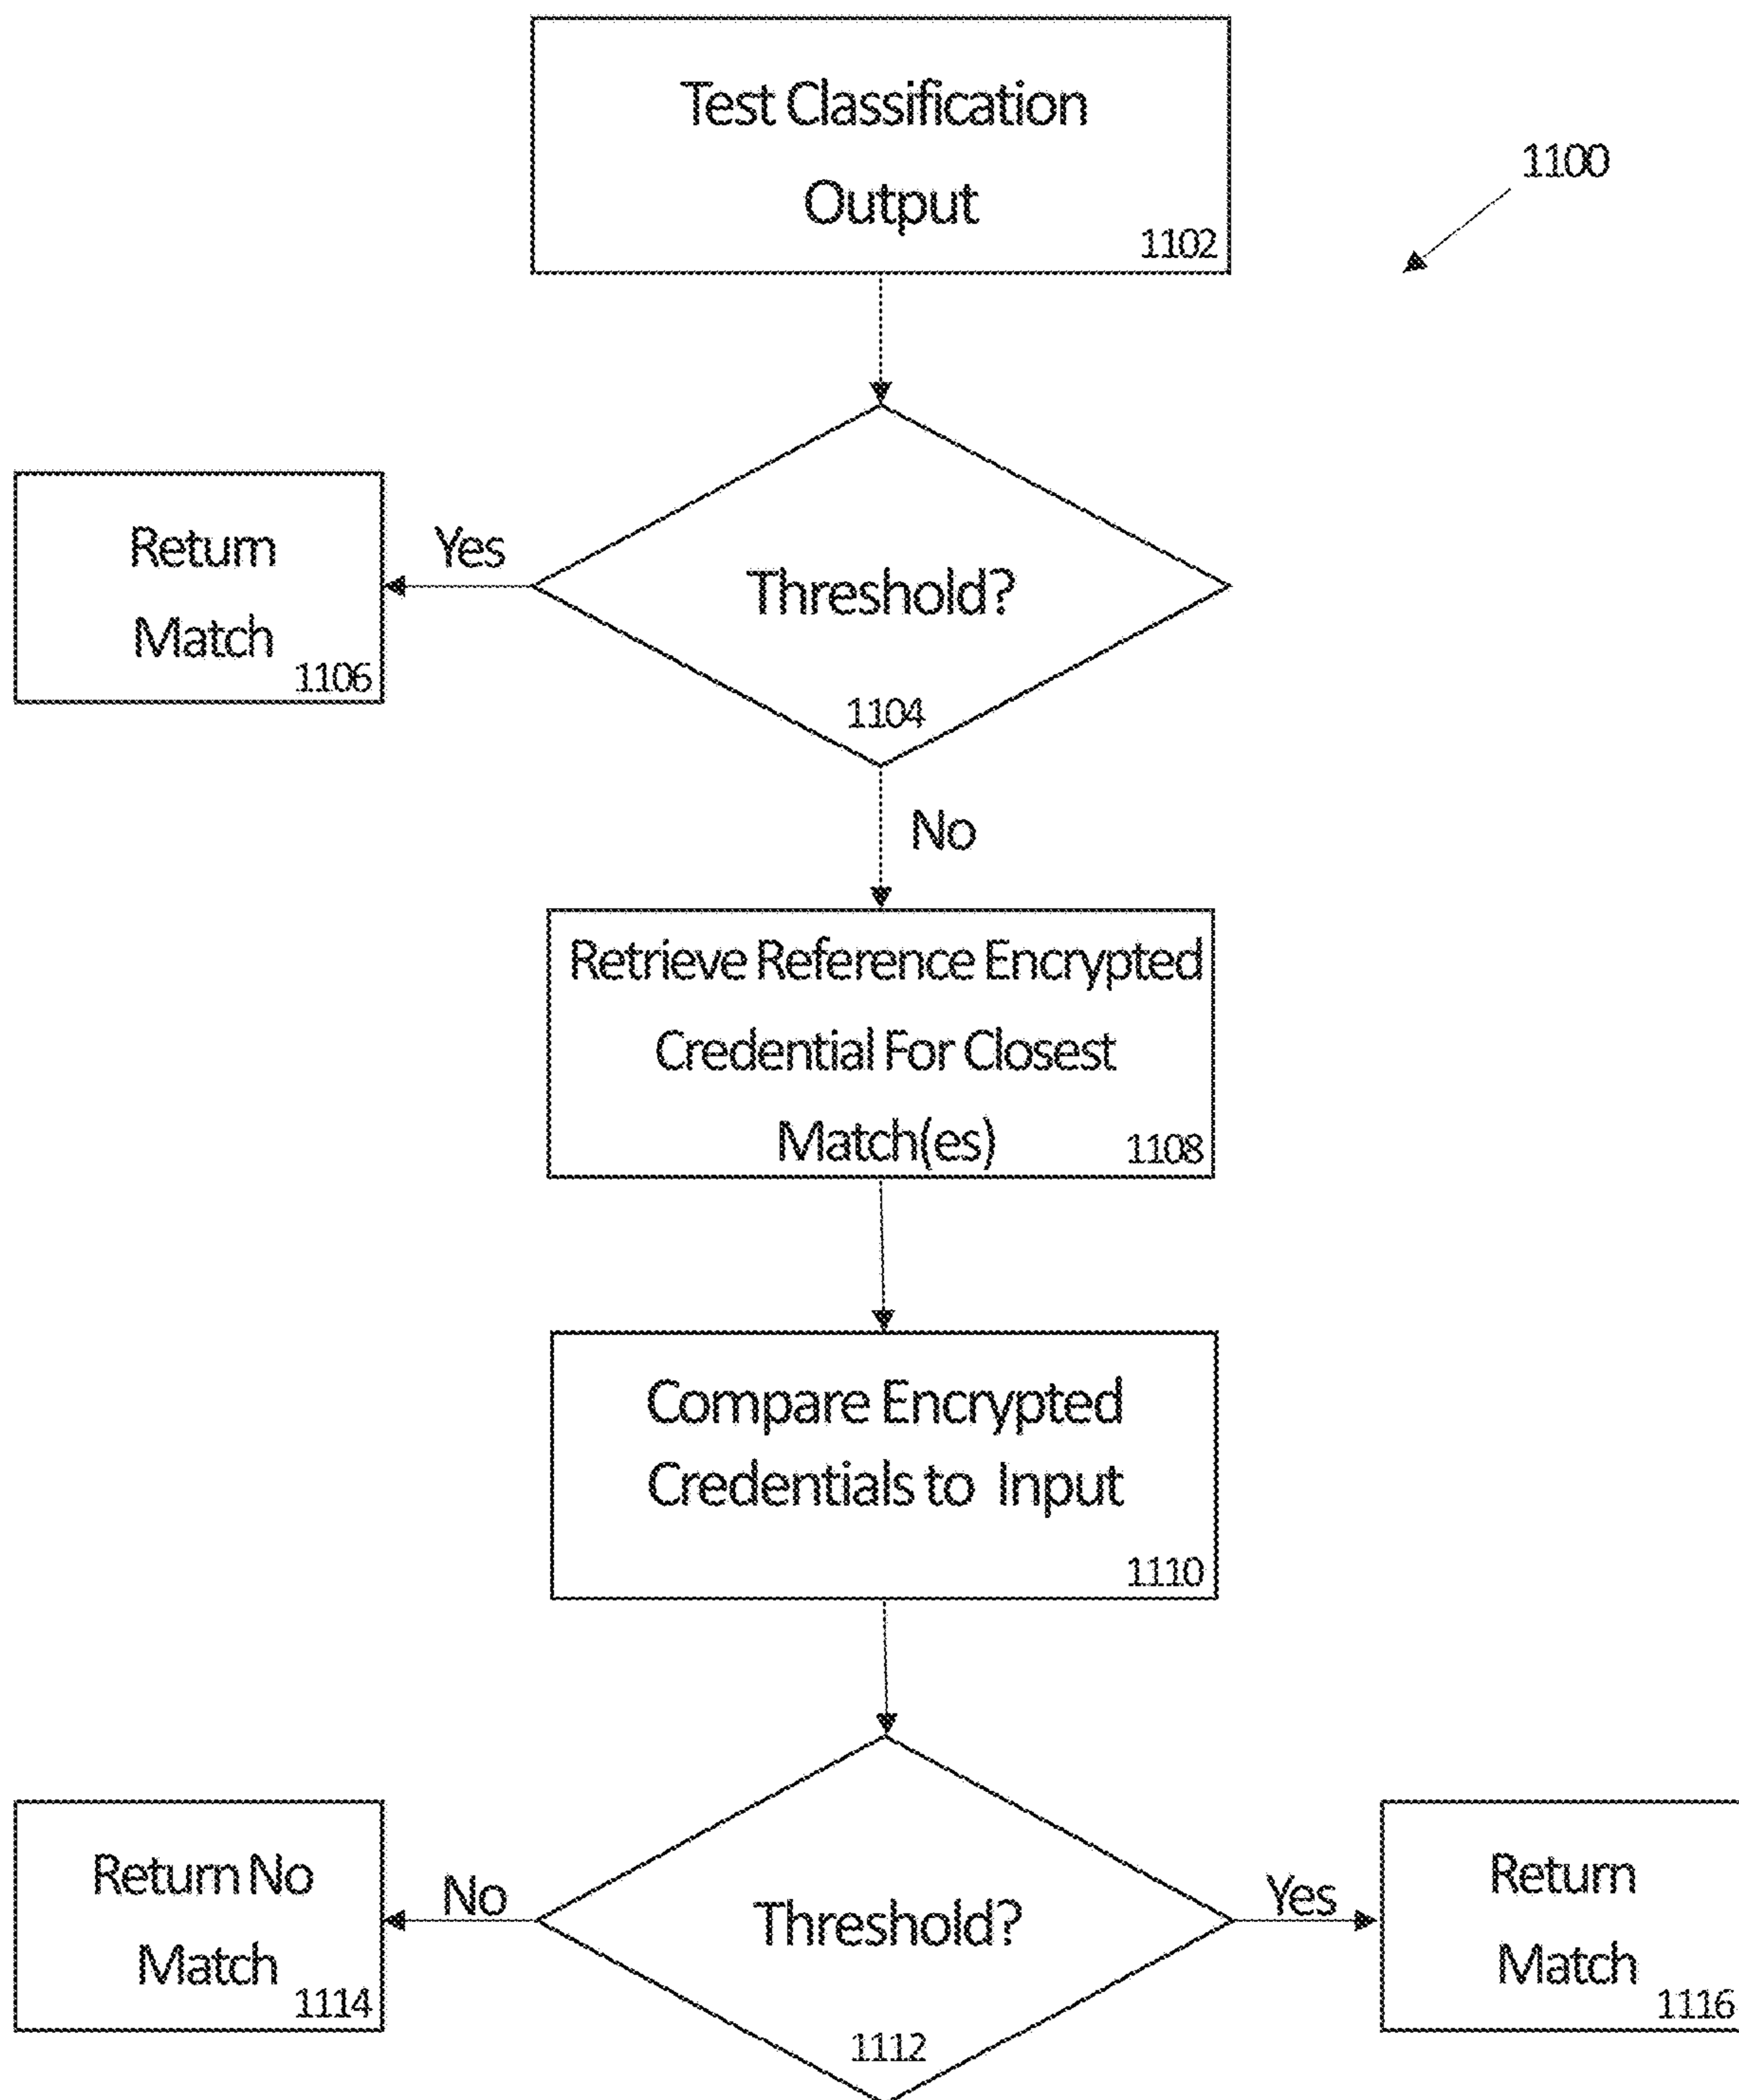 Test Classification
Output
1102
1100
Threshold?
1104
Yes
Return
Match
1106
No
Retrieve Reference Encrypted
Credential For Closest
Match(es)
1108
Compare Encrypted
Credentials to Input
1110
Threshold?
1112
No
Return No
Match
1114
Yes
Return
Match
1116